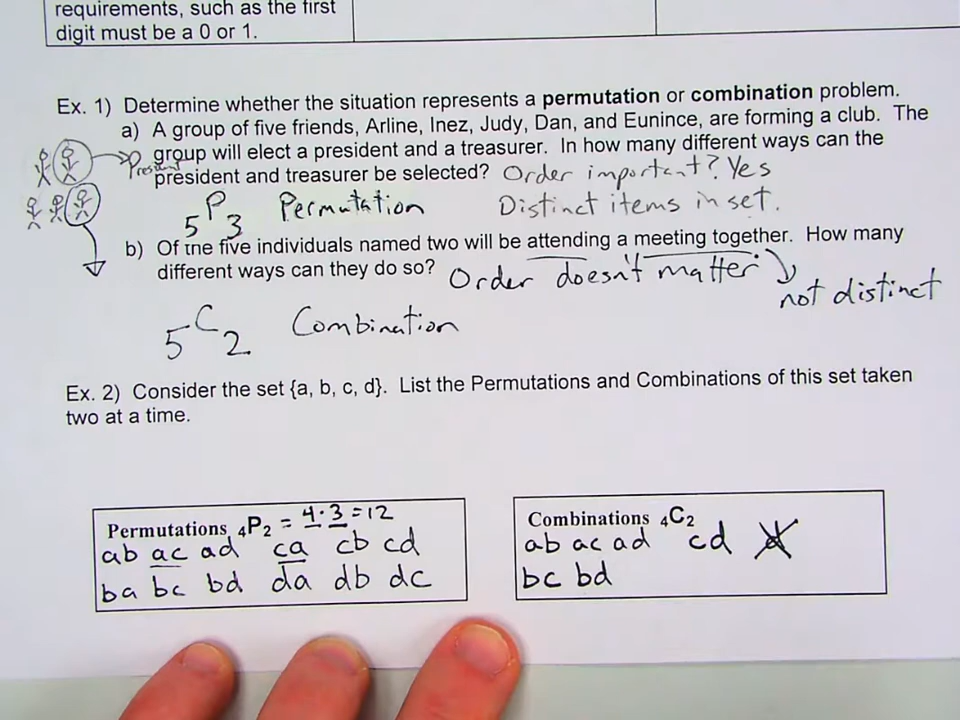 requirements, such as the first
digit must be a 0 or 1.
Ex. 1) Determine whether the situation represents a permutation or combination problem.
a) A group of five friends, Arline, Inez, Judy, Dan, and Eunince, are forming a club. The
group will elect a president and a treasurer. In how many different ways can the
president and treasurer be selected? Order important? Yes
5P3 Permutation Distinct items in set.
b) Of the five individuals named two will be attending a meeting together. How many
different ways can they do so? Order doesn't matter
not distinct
5C2 Combination
Ex. 2) Consider the set {a, b, c, d}. List the Permutations and Combinations of this set taken
two at a time.
Permutations 4P2 = 4·3 = 12
ab ac ad ca cb cd
ba bc bd da db dc
Combinations 4C2
ab ac ad cd
bc bd